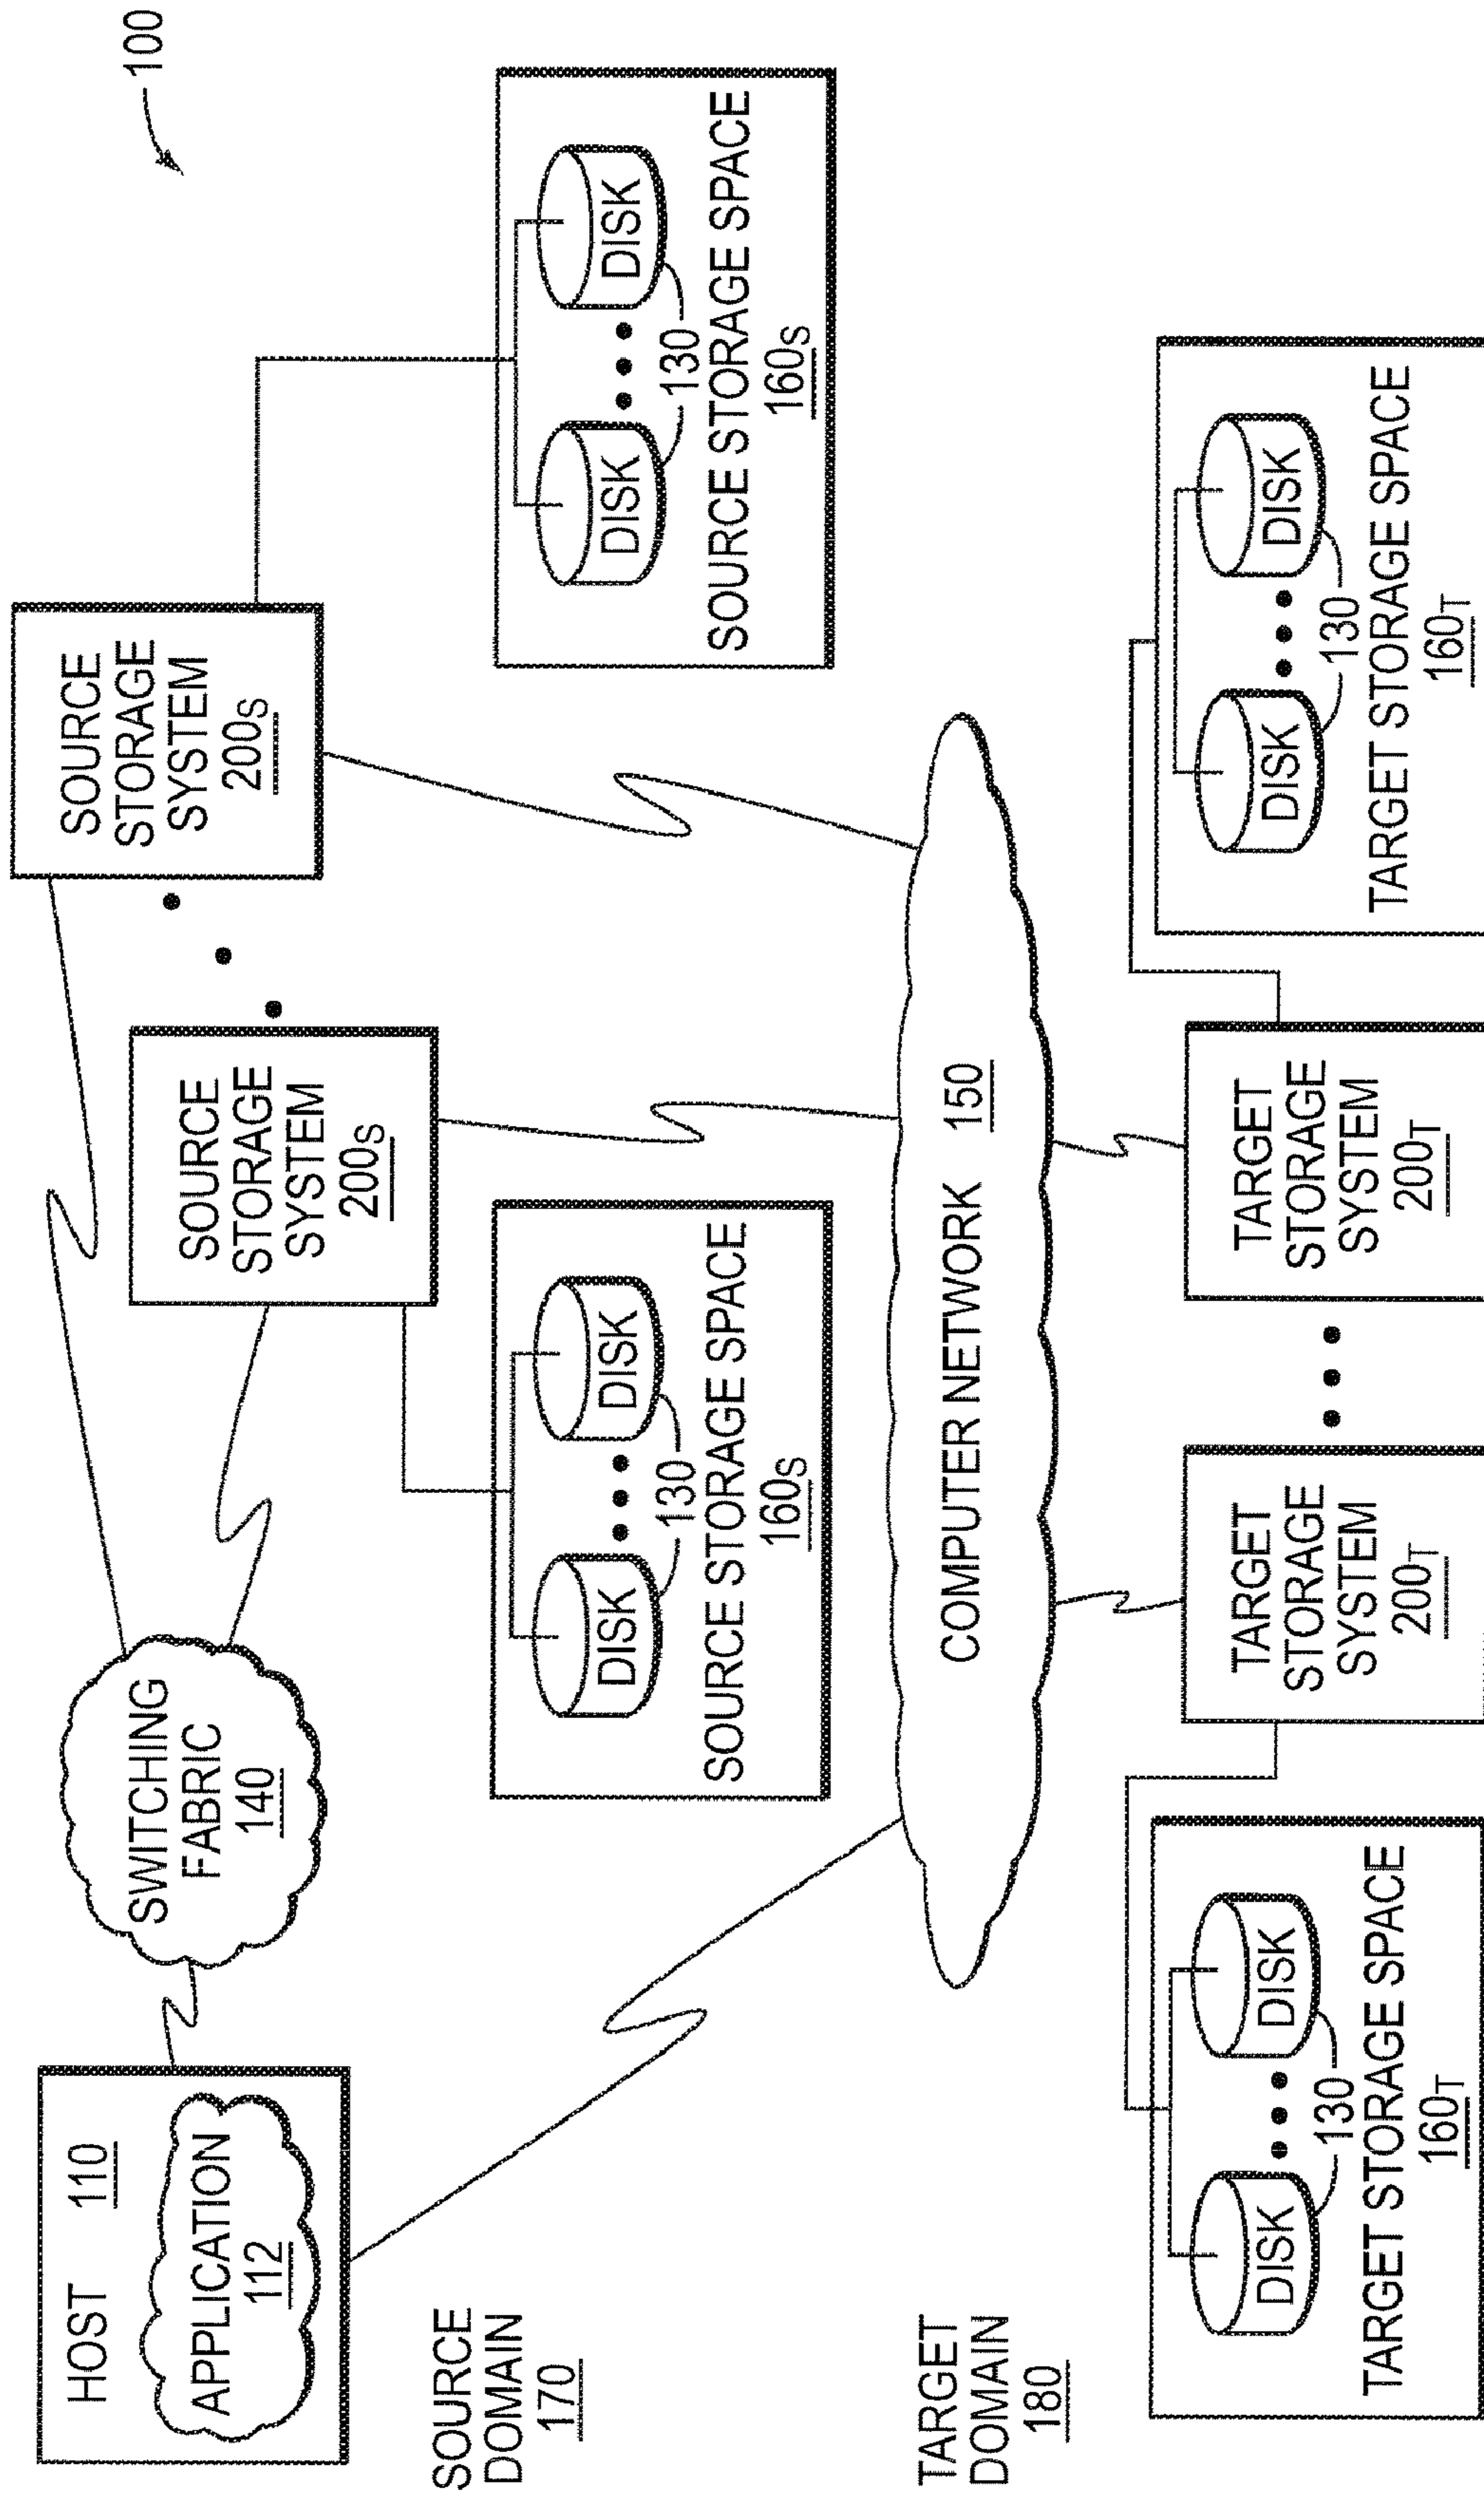 100
HOST 110
APPLICATION
112
SWITCHING
FABRIC
140
SOURCE
STORAGE
SYSTEM
200S
SOURCE
STORAGE
SYSTEM
200S
SOURCE
DOMAIN
170
DISK
DISK
130
SOURCE STORAGE SPACE
160S
DISK
DISK
130
SOURCE STORAGE SPACE
160S
COMPUTER NETWORK 150
TARGET
DOMAIN
180
DISK
DISK
130
TARGET STORAGE SPACE
160T
TARGET
STORAGE
SYSTEM
200T
TARGET
STORAGE
SYSTEM
200T
DISK
DISK
130
TARGET STORAGE SPACE
160T